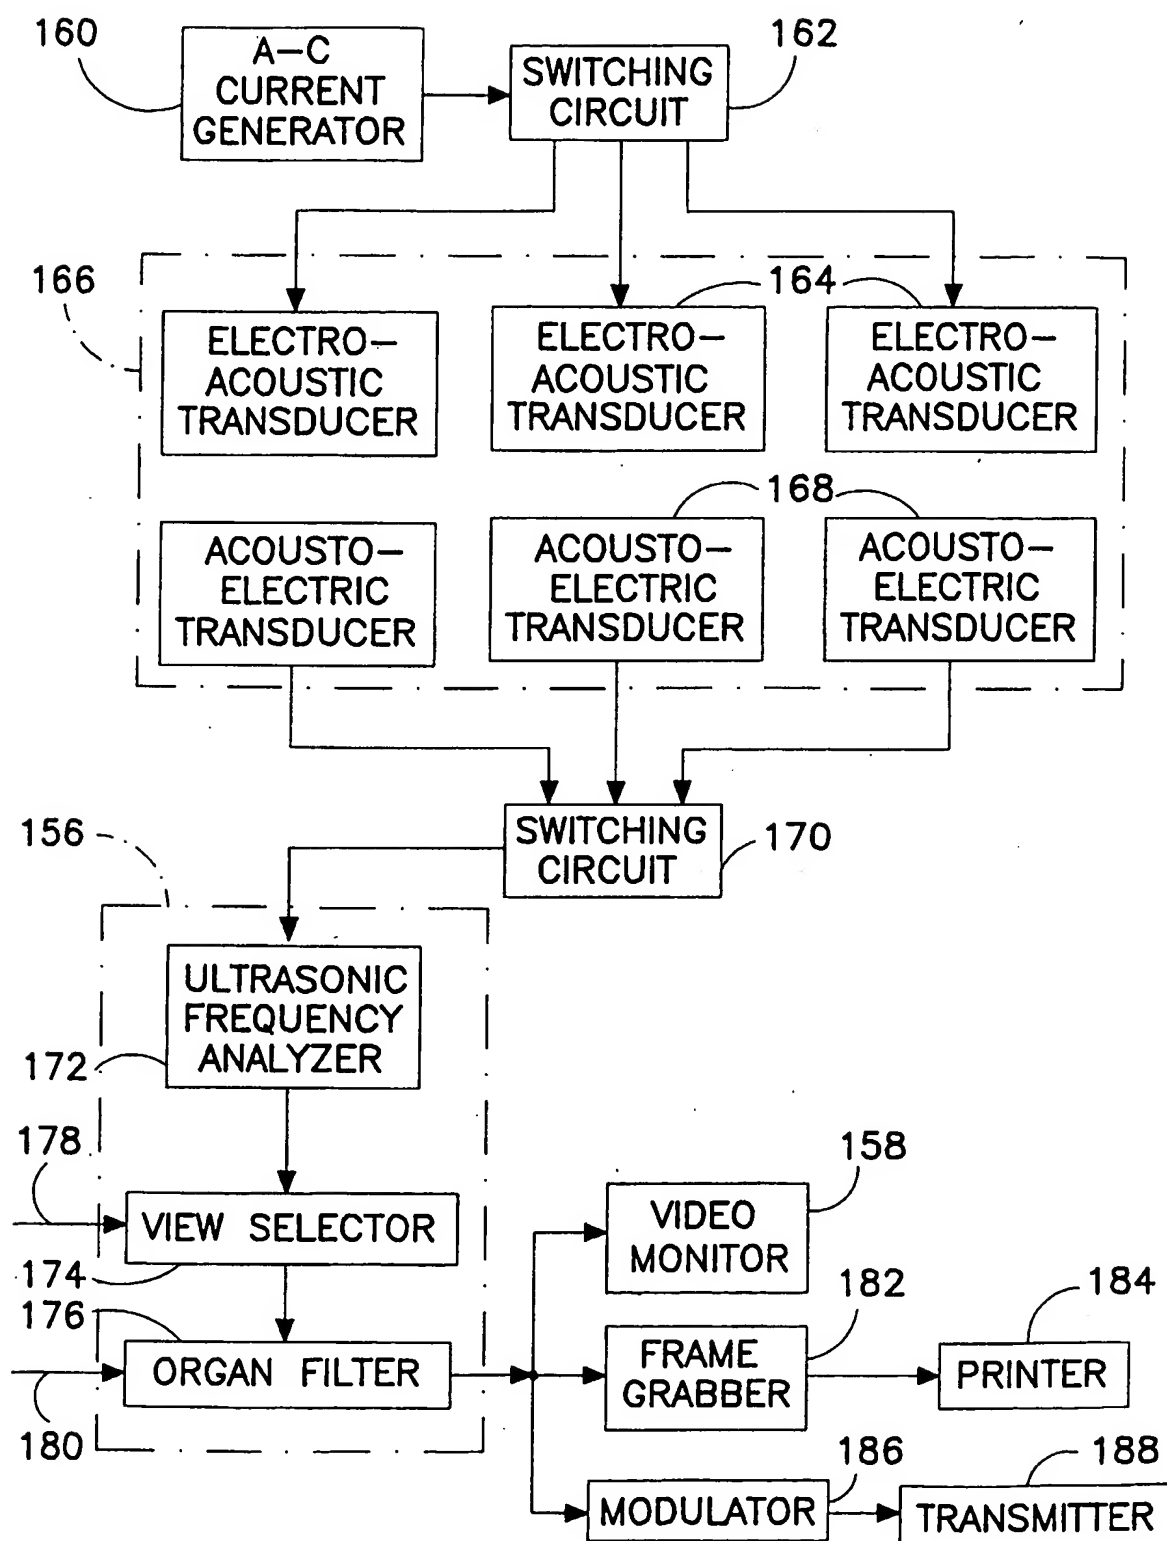 160
A-C
CURRENT
GENERATOR
SWITCHING
CIRCUIT
162
166
164
ELECTRO-
ACOUSTIC
TRANSDUCER
ELECTRO-
ACOUSTIC
TRANSDUCER
ELECTRO-
ACOUSTIC
TRANSDUCER
168
ACOUSTO-
ELECTRIC
TRANSDUCER
ACOUSTO-
ELECTRIC
TRANSDUCER
ACOUSTO-
ELECTRIC
TRANSDUCER
156
SWITCHING
CIRCUIT
170
ULTRASONIC
FREQUENCY
ANALYZER
172
178
VIEW SELECTOR
174
158
VIDEO
MONITOR
176
ORGAN FILTER
180
182
FRAME
GRABBER
184
PRINTER
186
MODULATOR
188
TRANSMITTER